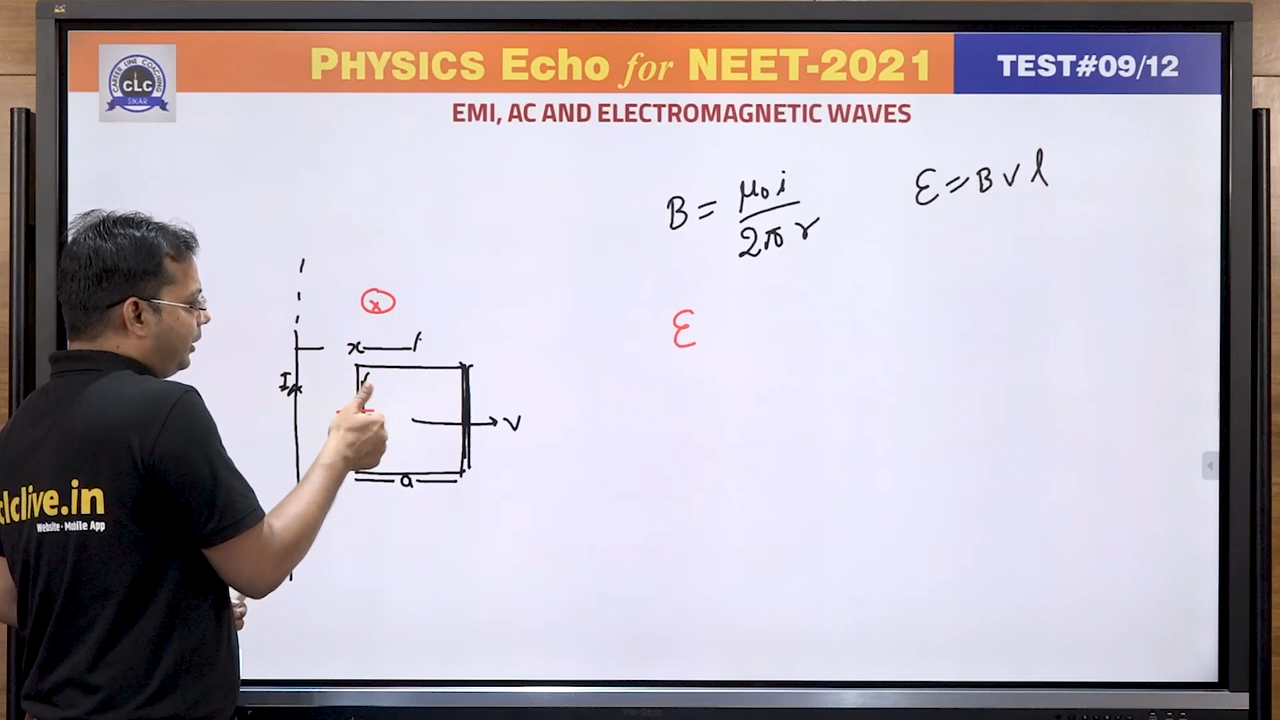 PHYSICS Echo for NEET-2021
TEST#09/12
CAREER LINE COACHING
CLC
SIKAR
EMI, AC AND ELECTROMAGNETIC WAVES
B = μ₀i / 2πr
ε = Bvl
x
ε
x
I
v
a
clclive.in
Website · Mobile App